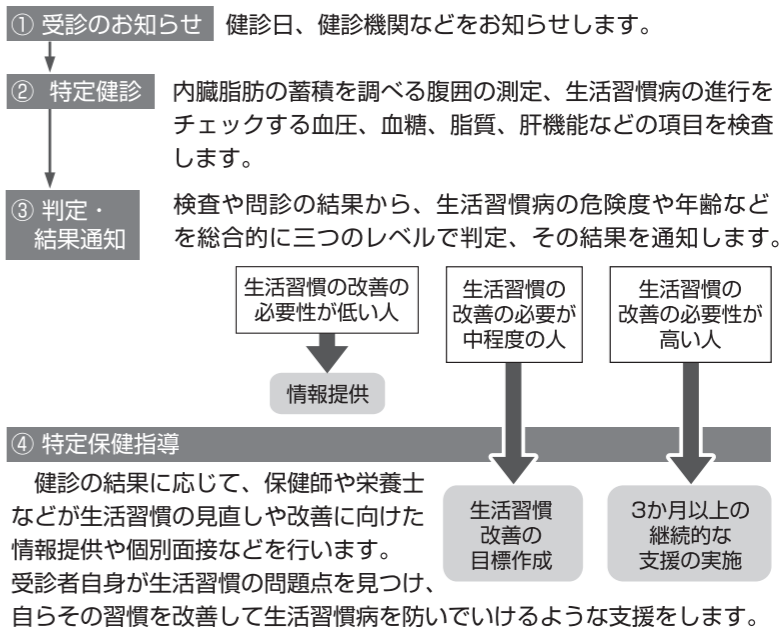 ① 受診のお知らせ 健診日、健診機関などをお知らせします。
② 特定健診 内臓脂肪の蓄積を調べる腹囲の測定、生活習慣病の進行を
チェックする血圧、血糖、脂質、肝機能などの項目を検査
します。
③ 判定・
結果通知
検査や問診の結果から、生活習慣病の危険度や年齢など
を総合的に三つのレベルで判定、その結果を通知します。
生活習慣の改善の
必要性が低い人
生活習慣の
改善の必要が
中程度の人
生活習慣の
改善の必要性が
高い人
情報提供
④ 特定保健指導
健診の結果に応じて、保健師や栄養士
などが生活習慣の見直しや改善に向けた
情報提供や個別面接などを行います。
受診者自身が生活習慣の問題点を見つけ、
自らその習慣を改善して生活習慣病を防いでいけるような支援をします。
生活習慣
改善の
目標作成
3か月以上の
継続的な
支援の実施